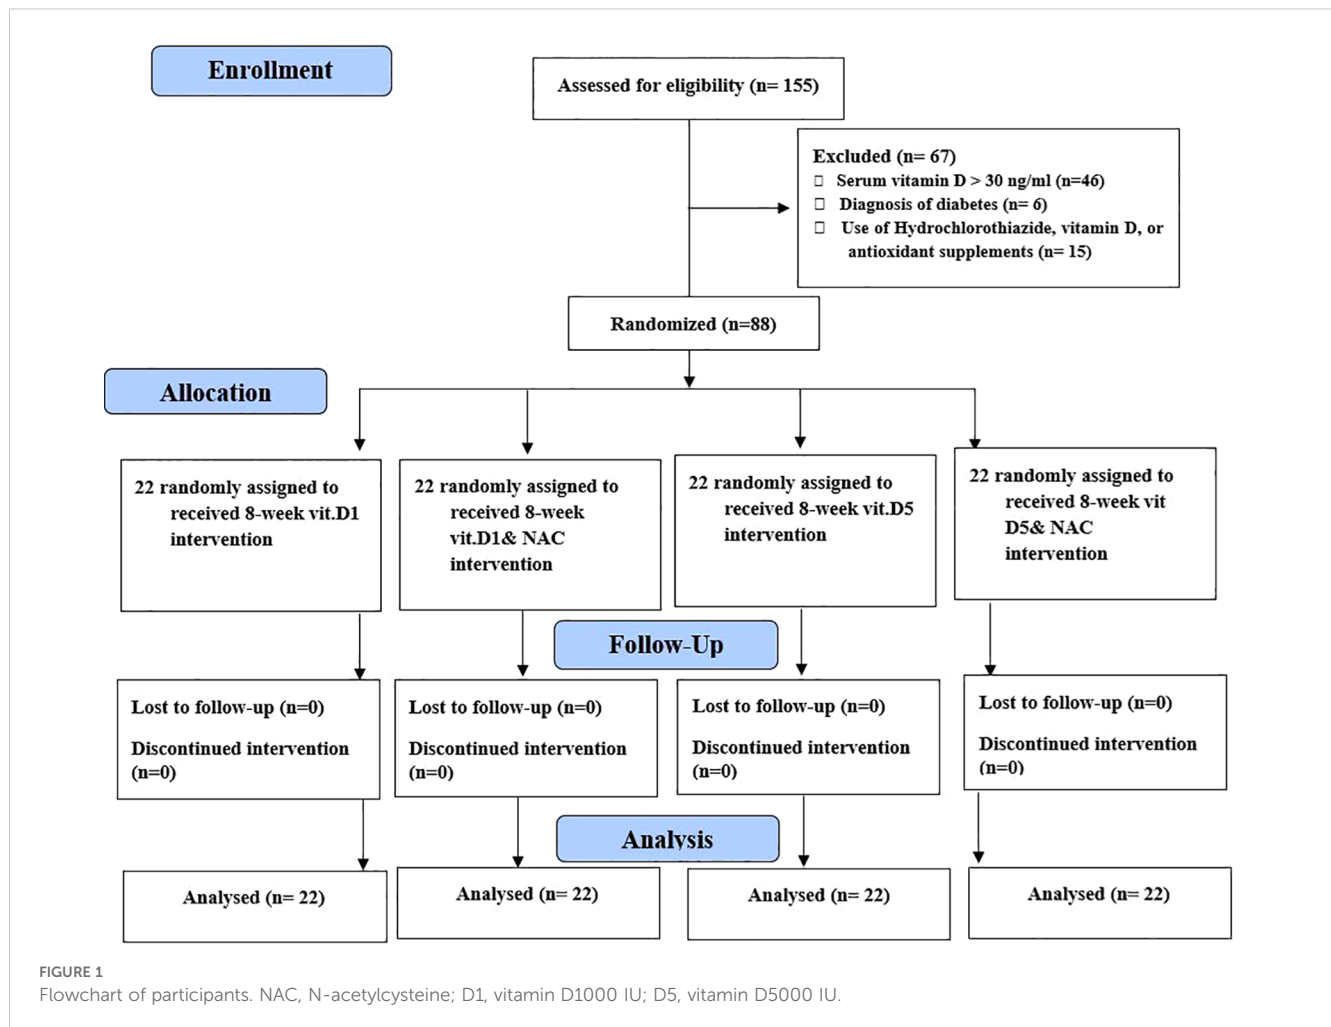 Enrollment
Assessed for eligibility (n= 155)
Excluded (n= 67)
Serum vitamin D > 30 ng/ml (n=46)
Diagnosis of diabetes (n= 6)
Use of Hydrochlorothiazide, vitamin D, or
antioxidant supplements (n= 15)
Randomized (n=88)
Allocation
22 randomly assigned to
received 8-week vit.D1
intervention
22 randomly assigned to
received 8-week
vit.D1& NAC
intervention
22 randomly assigned to
received 8-week vit.D5
intervention
22 randomly assigned to
received 8-week vit
D5& NAC
intervention
Follow-Up
Lost to follow-up (n=0)
Discontinued intervention
(n=0)
Lost to follow-up (n=0)
Discontinued intervention
(n=0)
Lost to follow-up (n=0)
Discontinued intervention
(n=0)
Lost to follow-up (n=0)
Discontinued intervention
(n=0)
Analysis
Analysed (n= 22)
Analysed (n= 22)
Analysed (n= 22)
Analysed (n= 22)
FIGURE 1
Flowchart of participants. NAC, N-acetylcysteine; D1, vitamin D1000 IU; D5, vitamin D5000 IU.